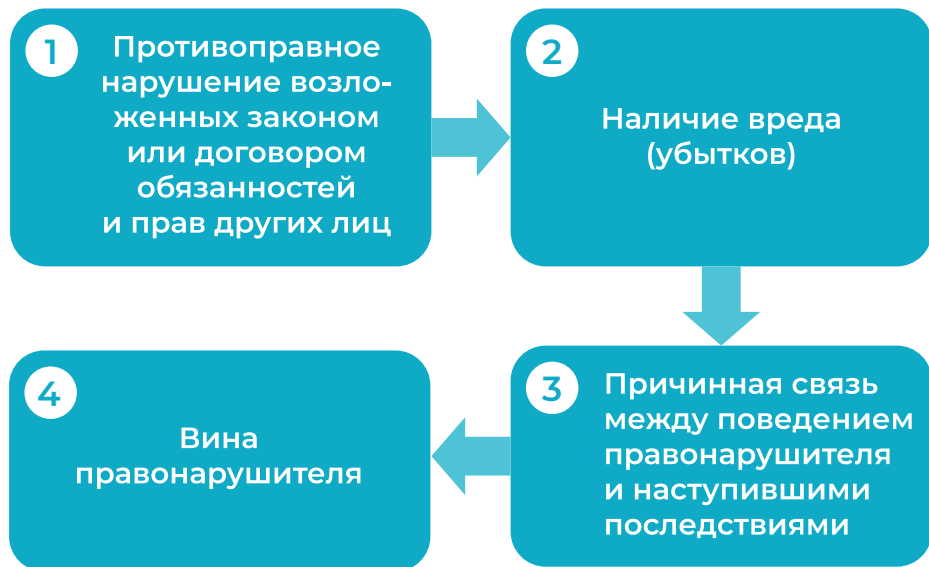 1
Противоправное
нарушение возло-
женных законом
или договором
обязанностей
и прав других лиц
2
Наличие вреда
(убытков)
3
Причинная связь
между поведением
правонарушителя
и наступившими
последствиями
4
Вина
правонарушителя